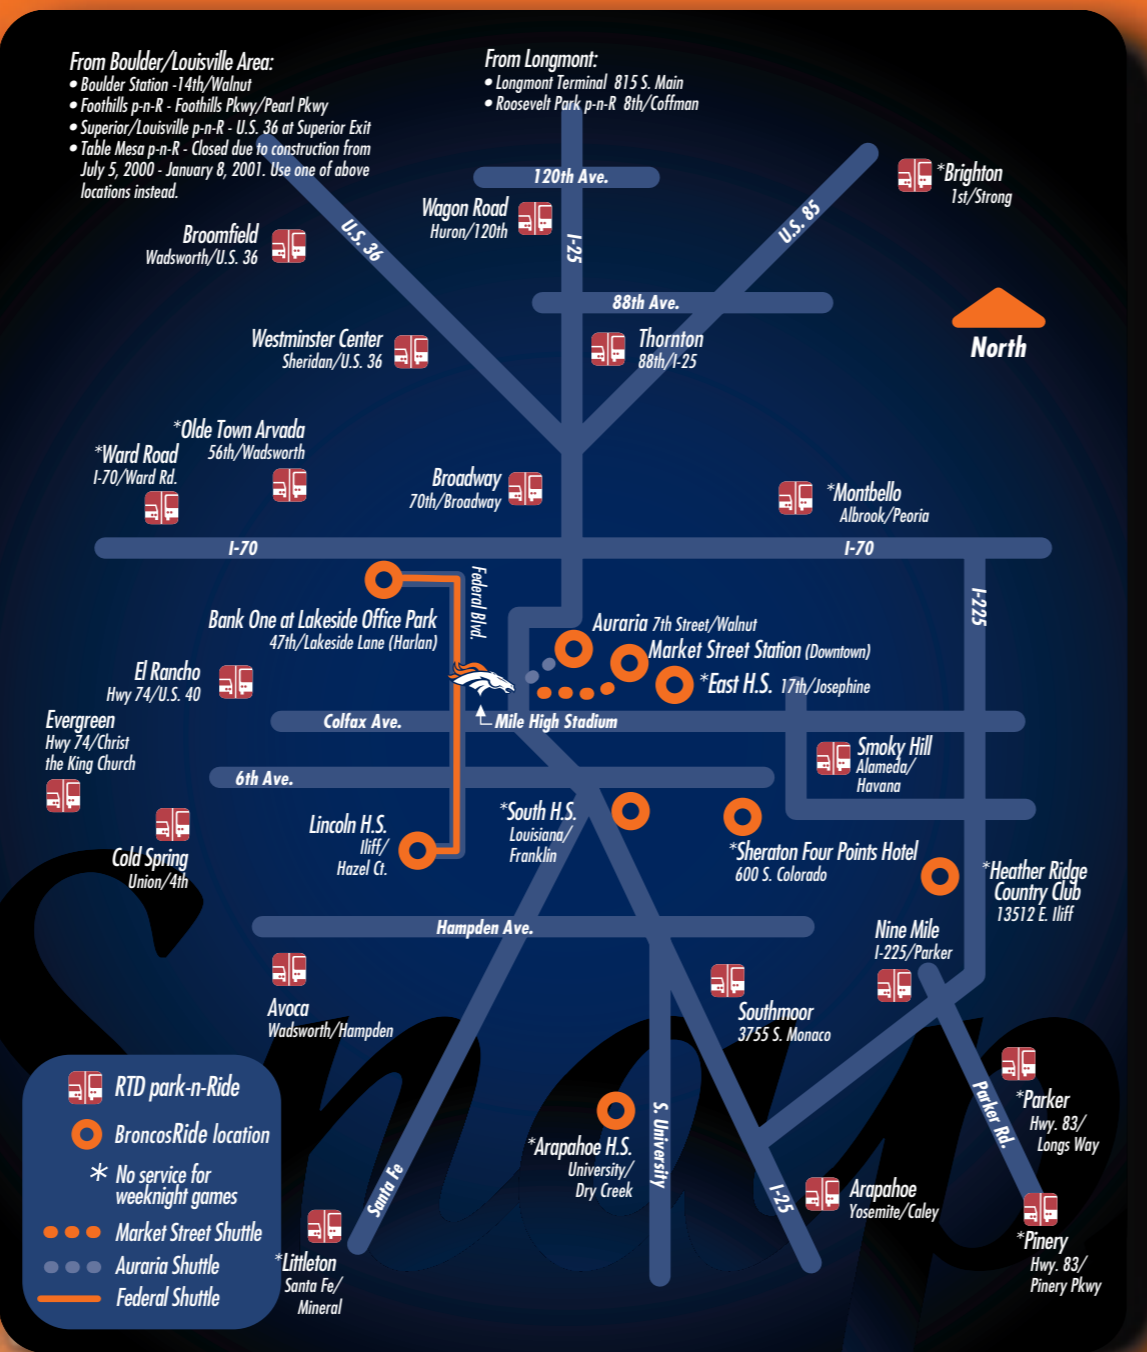 From Boulder/Louisville Area:
• Boulder Station -14th/Walnut
• Foothills p-n-R - Foothills Pkwy/Pearl Pkwy
• Superior/Louisville p-n-R - U.S. 36 at Superior Exit
• Table Mesa p-n-R - Closed due to construction from
July 5, 2000 - January 8, 2001. Use one of above
locations instead.
From Longmont:
• Longmont Terminal 815 S. Main
• Roosevelt Park p-n-R 8th/Coffman
120th Ave.
*Brighton
1st/Strong
Wagon Road
Huron/120th
U.S. 36
I-25
U.S. 85
Broomfield
Wadsworth/U.S. 36
88th Ave.
North
Westminster Center
Sheridan/U.S. 36
Thornton
88th/I-25
*Olde Town Arvada
56th/Wadsworth
*Ward Road
I-70/Ward Rd.
Broadway
70th/Broadway
*Montbello
Albrook/Peoria
I-70
I-70
Federal Blvd.
I-225
Bank One at Lakeside Office Park
47th/Lakeside Lane (Harlan)
Auraria 7th Street/Walnut
Market Street Station (Downtown)
*East H.S. 17th/Josephine
El Rancho
Hwy 74/U.S. 40
Evergreen
Hwy 74/Christ
the King Church
Colfax Ave.
Mile High Stadium
Smoky Hill
Alameda/
Havana
6th Ave.
Cold Spring
Union/4th
Lincoln H.S.
Iliff/
Hazel Ct.
*South H.S.
Louisiana/
Franklin
*Sheraton Four Points Hotel
600 S. Colorado
*Heather Ridge
Country Club
13512 E. Iliff
Hampden Ave.
Nine Mile
I-225/Parker
Avoca
Wadsworth/Hampden
Southmoor
3755 S. Monaco
*Parker
Hwy. 83/
Longs Way
Parker Rd.
*Arapahoe H.S.
University/
Dry Creek
S. University
Santa Fe
I-25
Arapahoe
Yosemite/Caley
*Pinery
Hwy. 83/
Pinery Pkwy
*Littleton
Santa Fe/
Mineral
RTD park-n-Ride
BroncosRide location
* No service for
weeknight games
Market Street Shuttle
Auraria Shuttle
Federal Shuttle
Snap